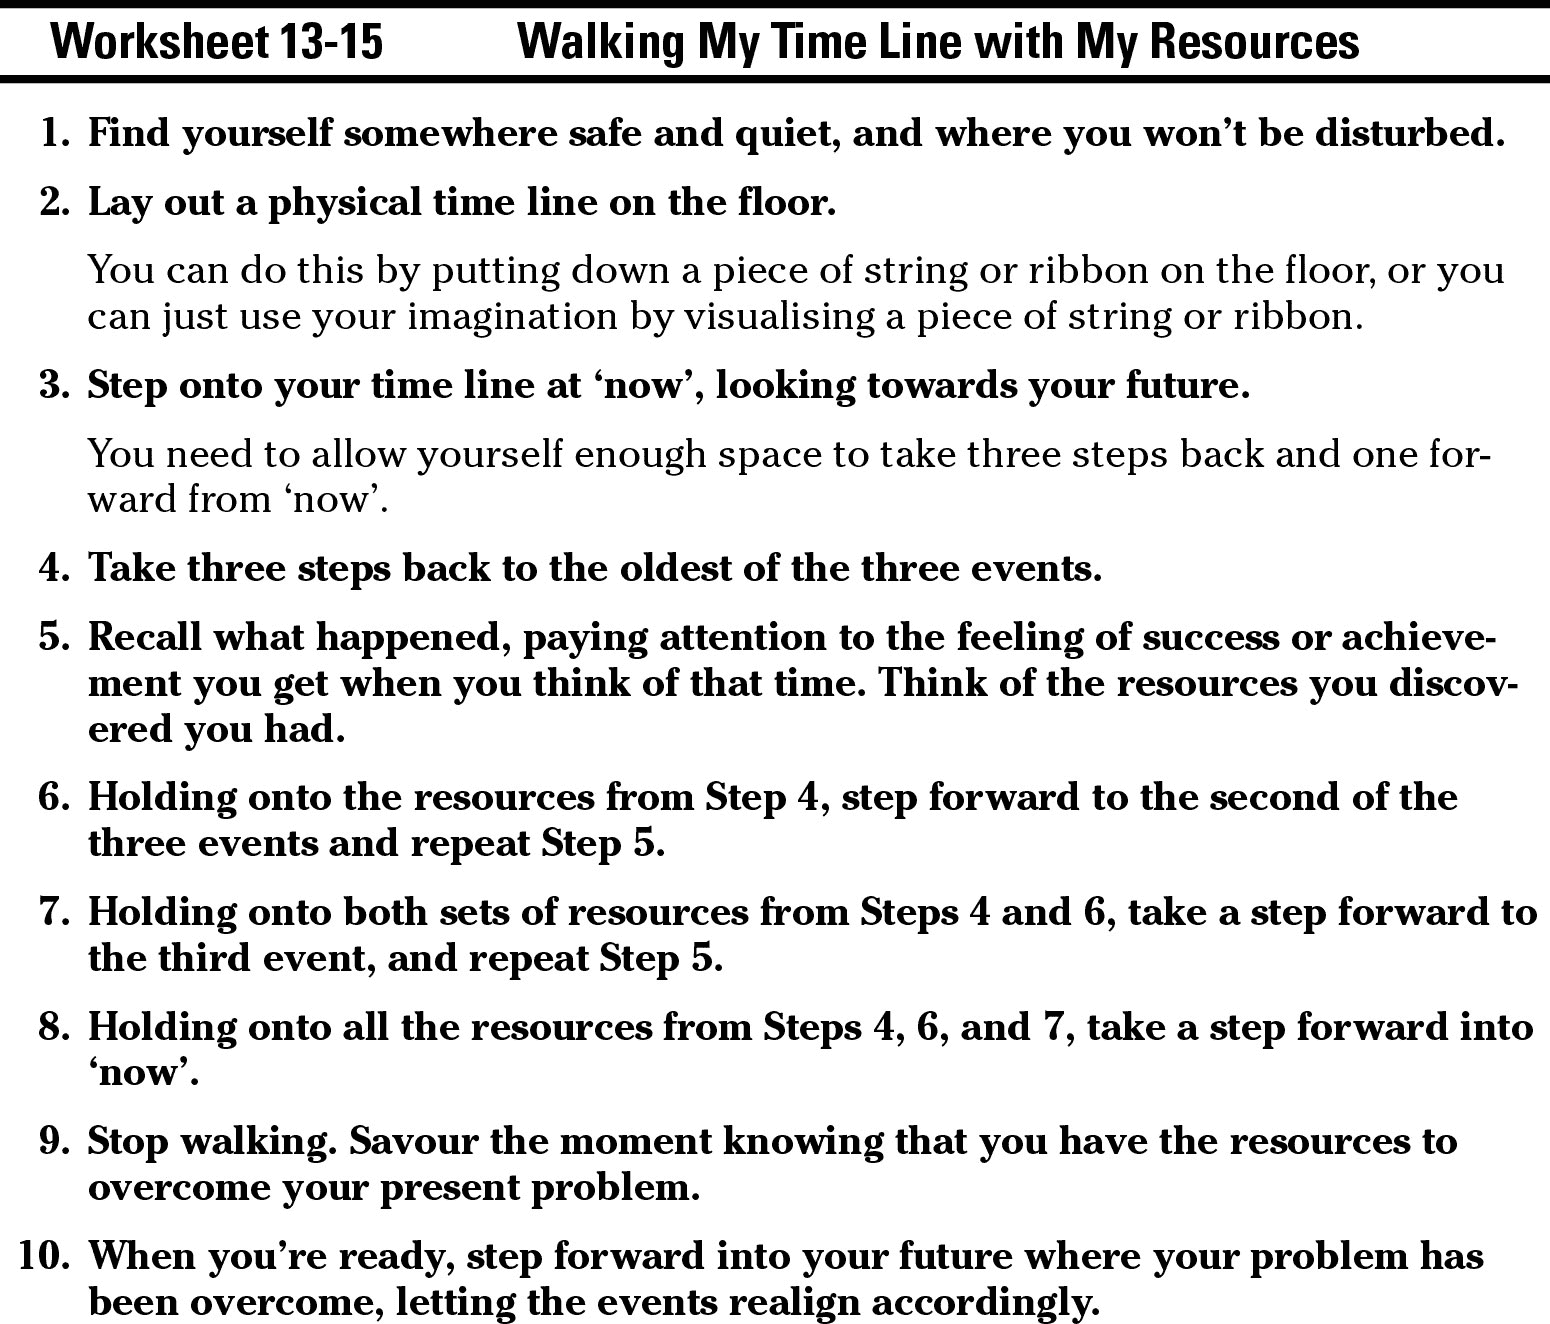 Worksheet 13-15 Walking My Time Line with My Resources
1. Find yourself somewhere safe and quiet, and where you won’t be disturbed.
2. Lay out a physical time line on the floor.
You can do this by putting down a piece of string or ribbon on the floor, or you
can just use your imagination by visualising a piece of string or ribbon.
3. Step onto your time line at ‘now’, looking towards your future.
You need to allow yourself enough space to take three steps back and one for-
ward from ‘now’.
4. Take three steps back to the oldest of the three events.
5. Recall what happened, paying attention to the feeling of success or achieve-
ment you get when you think of that time. Think of the resources you discov-
ered you had.
6. Holding onto the resources from Step 4, step forward to the second of the
three events and repeat Step 5.
7. Holding onto both sets of resources from Steps 4 and 6, take a step forward to
the third event, and repeat Step 5.
8. Holding onto all the resources from Steps 4, 6, and 7, take a step forward into
‘now’.
9. Stop walking. Savour the moment knowing that you have the resources to
overcome your present problem.
10. When you’re ready, step forward into your future where your problem has
been overcome, letting the events realign accordingly.